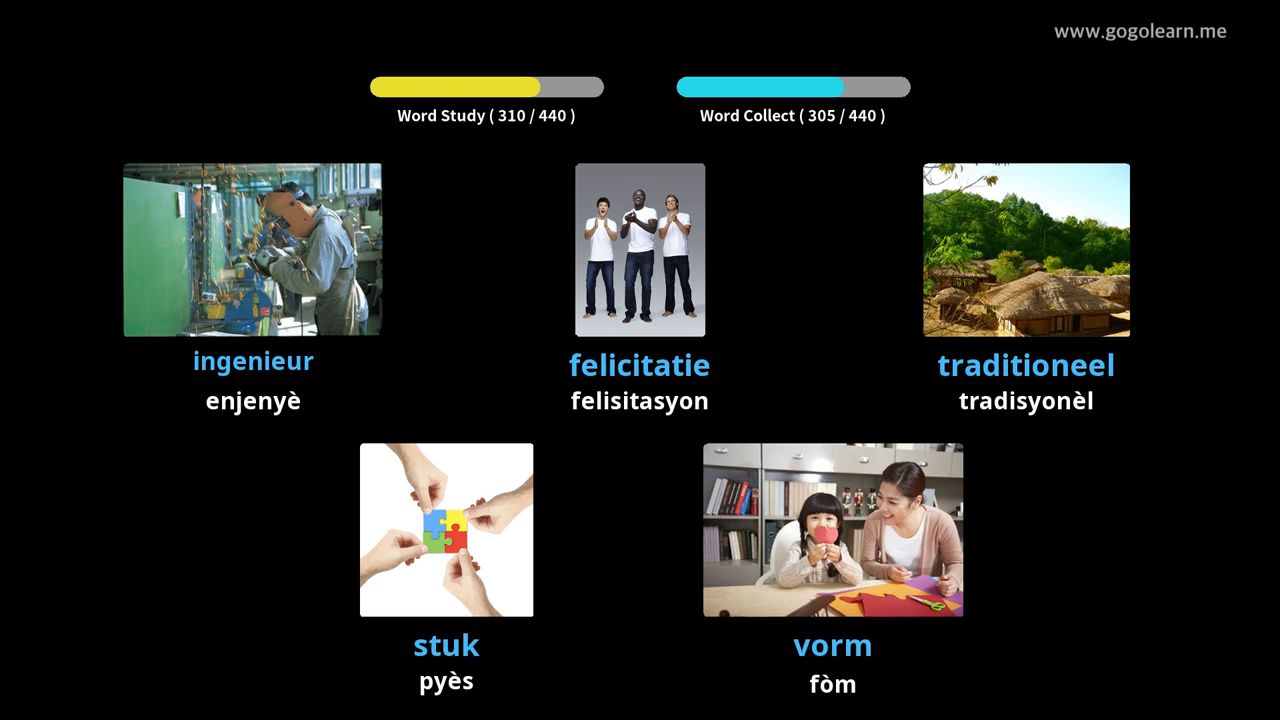 www.gogolearn.me
Word Study ( 310 / 440 )
Word Collect ( 305 / 440 )
ingenieur
enjenyè
felicitatie
felisitasyon
traditioneel
tradisyonèl
stuk
pyès
vorm
fòm